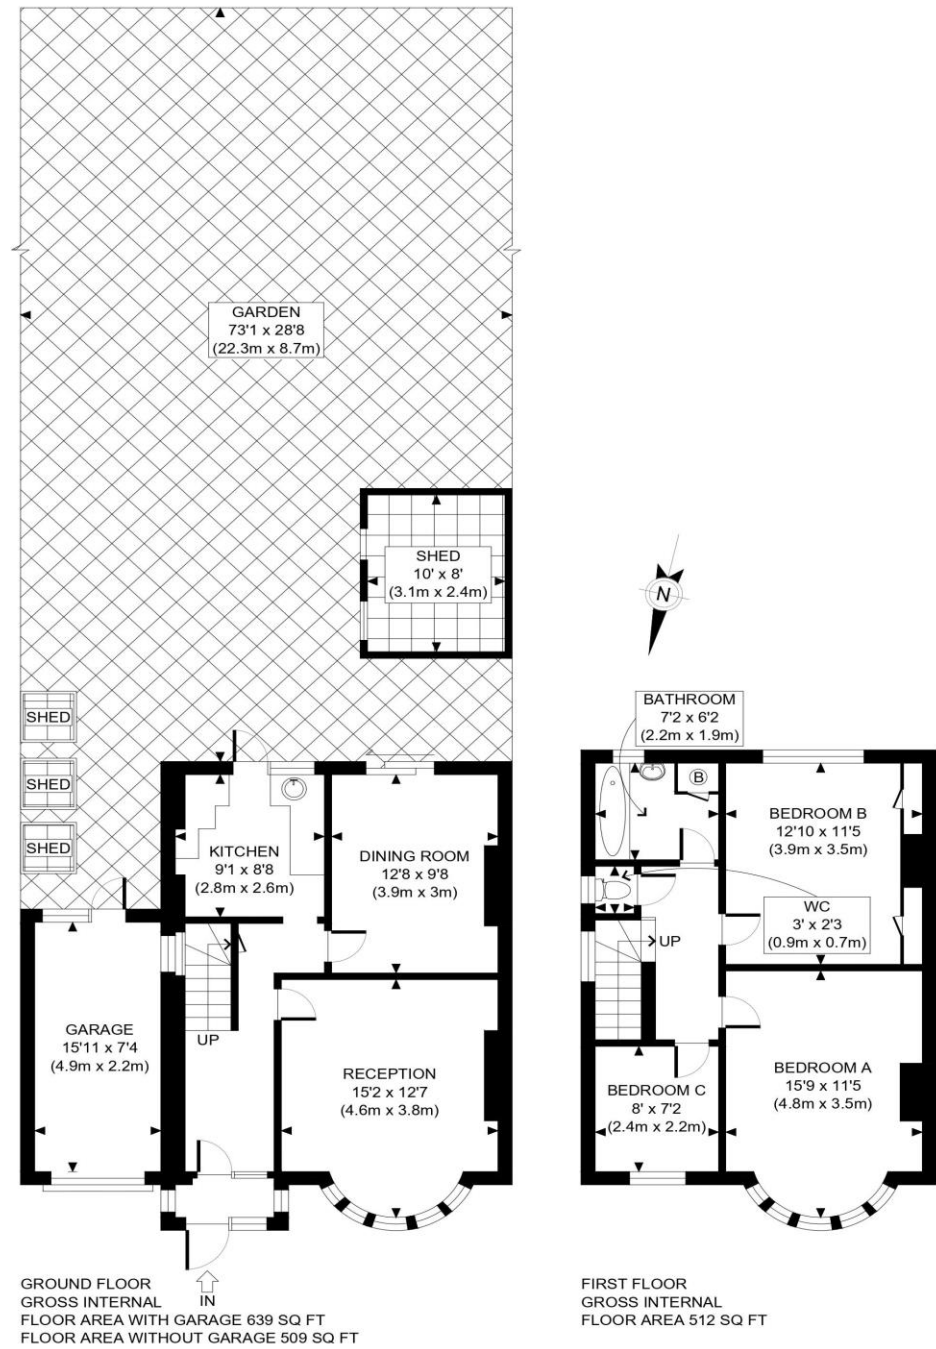 GARDEN
73'1 x 28'8
(22.3m x 8.7m)
SHED
10' x 8'
(3.1m x 2.4m)
N
SHED
SHED
SHED
BATHROOM
7'2 x 6'2
(2.2m x 1.9m)
B
KITCHEN
9'1 x 8'8
(2.8m x 2.6m)
DINING ROOM
12'8 x 9'8
(3.9m x 3m)
BEDROOM B
12'10 x 11'5
(3.9m x 3.5m)
WC
3' x 2'3
(0.9m x 0.7m)
UP
UP
GARAGE
15'11 x 7'4
(4.9m x 2.2m)
RECEPTION
15'2 x 12'7
(4.6m x 3.8m)
BEDROOM C
8' x 7'2
(2.4m x 2.2m)
BEDROOM A
15'9 x 11'5
(4.8m x 3.5m)
IN
GROUND FLOOR
GROSS INTERNAL
FLOOR AREA WITH GARAGE 639 SQ FT
FLOOR AREA WITHOUT GARAGE 509 SQ FT
FIRST FLOOR
GROSS INTERNAL
FLOOR AREA 512 SQ FT